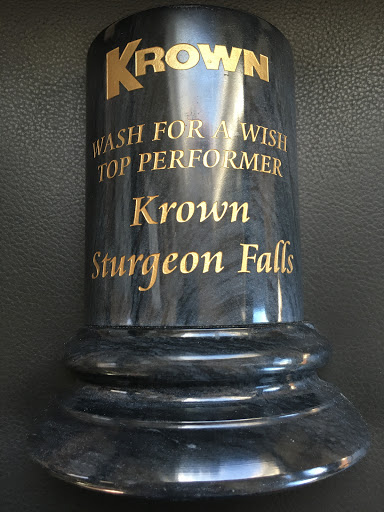 KROWN
WASH FOR A WISH
TOP PERFORMER
Krown
Sturgeon Falls